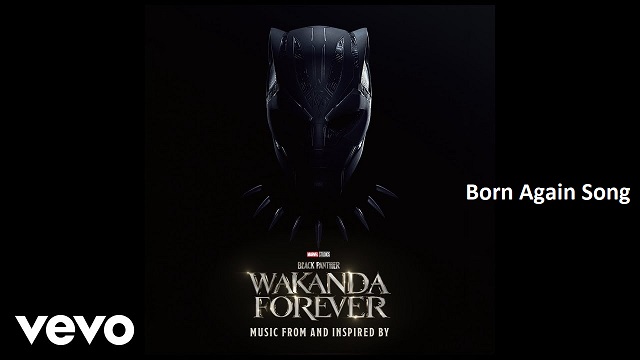 Born Again Song
MARVEL STUDIOS
BLACK PANTHER
WAKANDA
FOREVER
MUSIC FROM AND INSPIRED BY
vevo